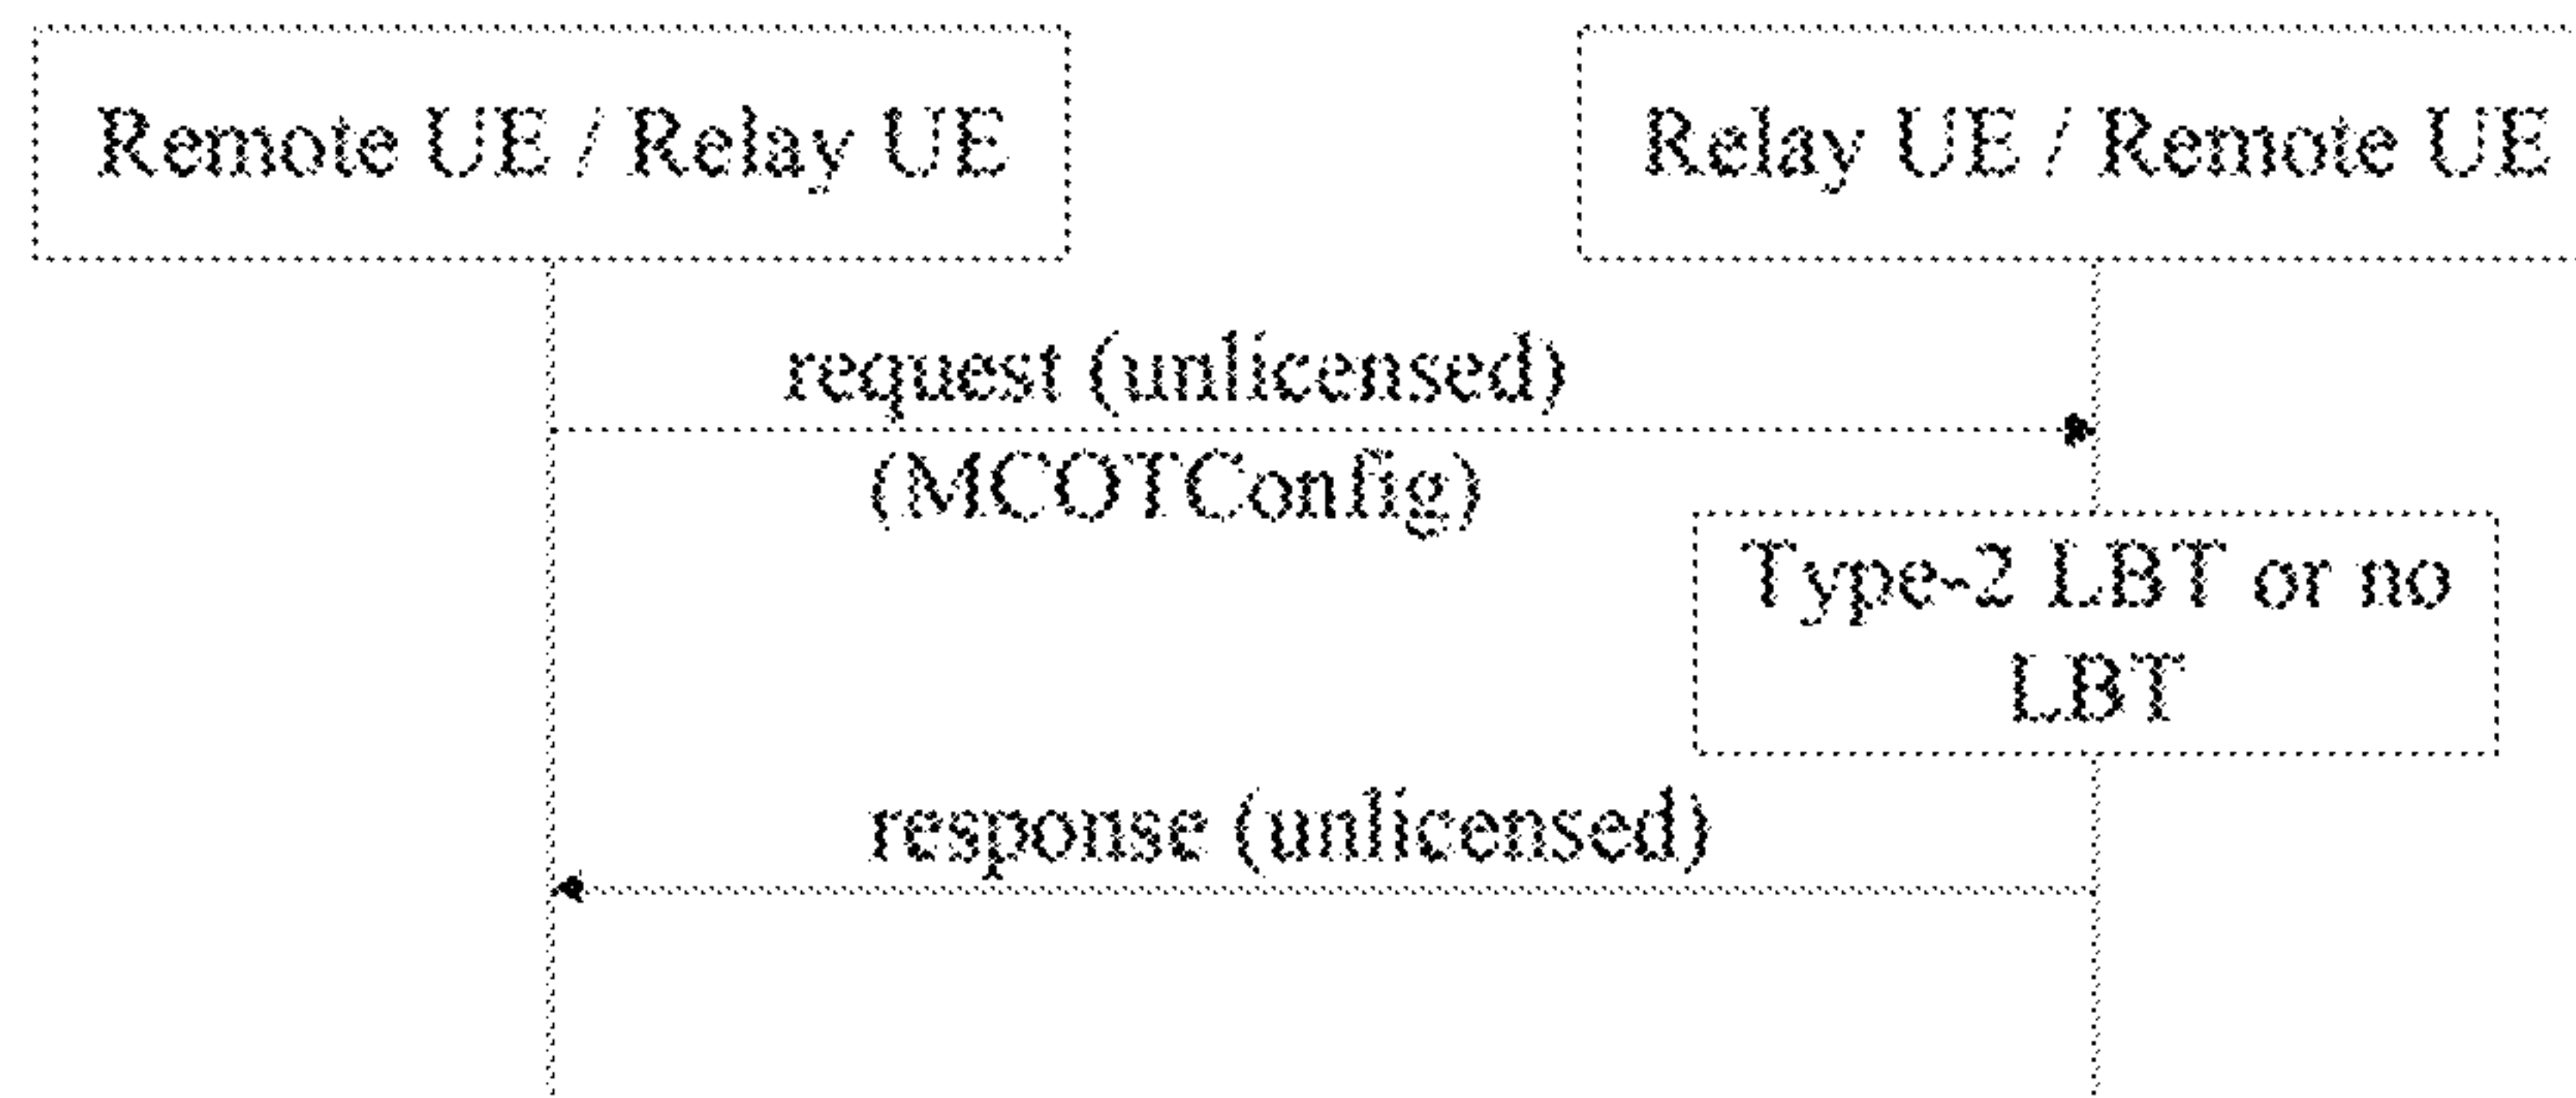 Remote UE / Relay UE
Relay UE / Remote UE
request (unlicensed)
(MCOTConfig)
Type-2 LBT or no
LBT
response (unlicensed)